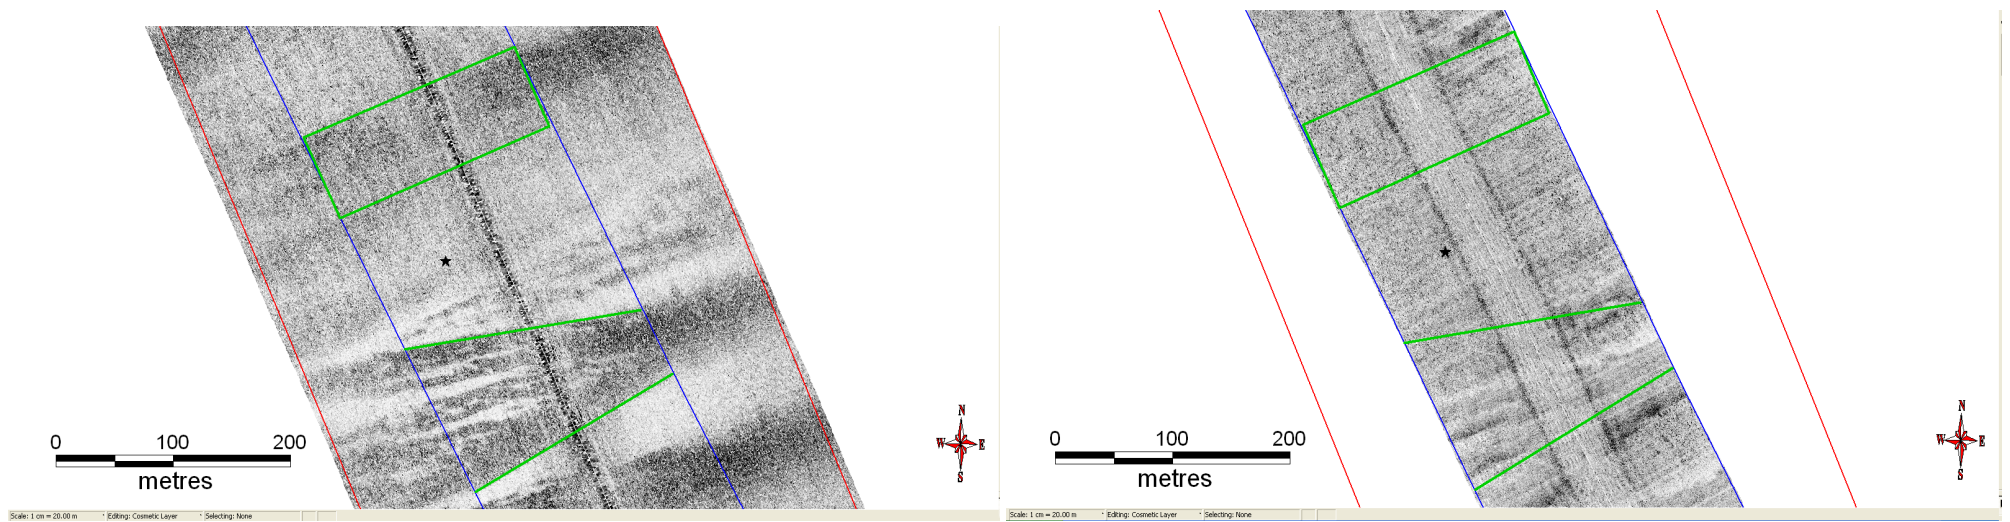 N
W E
S
0 100 200
metres
Scale: 1 cm = 20.00 m Editing: Cosmetic Layer Selecting: None
N
W E
S
0 100 200
metres
Scale: 1 cm = 20.00 m Editing: Cosmetic Layer Selecting: None